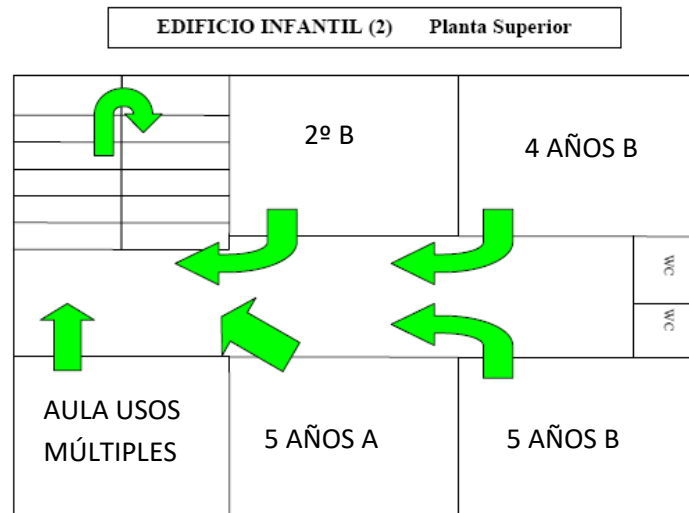 EDIFICIO INFANTIL (2) Planta Superior
2º B
4 AÑOS B
WC
WC
AULA USOS
MÚLTIPLES
5 AÑOS A
5 AÑOS B